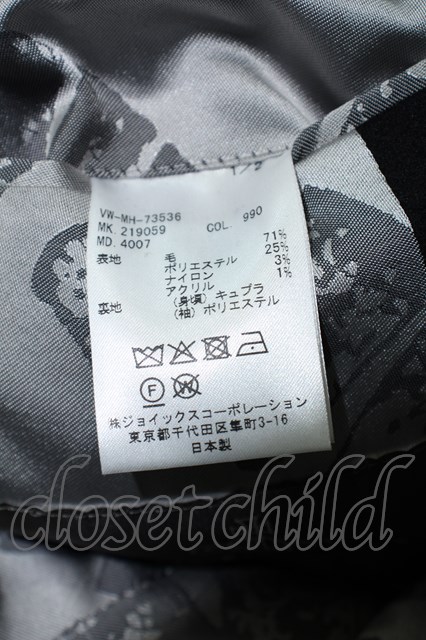 1/2
VW-MH-73536
MK. 219059 COL. 990
MD. 4007
表地 毛 71%
ポリエステル 25%
ナイロン 3%
アクリル 1%
裏地 (身頃) キュプラ
(袖) ポリエステル
F W
㈱ジョイックスコーポレーション
東京都千代田区隼町3-16
日本製
closet child